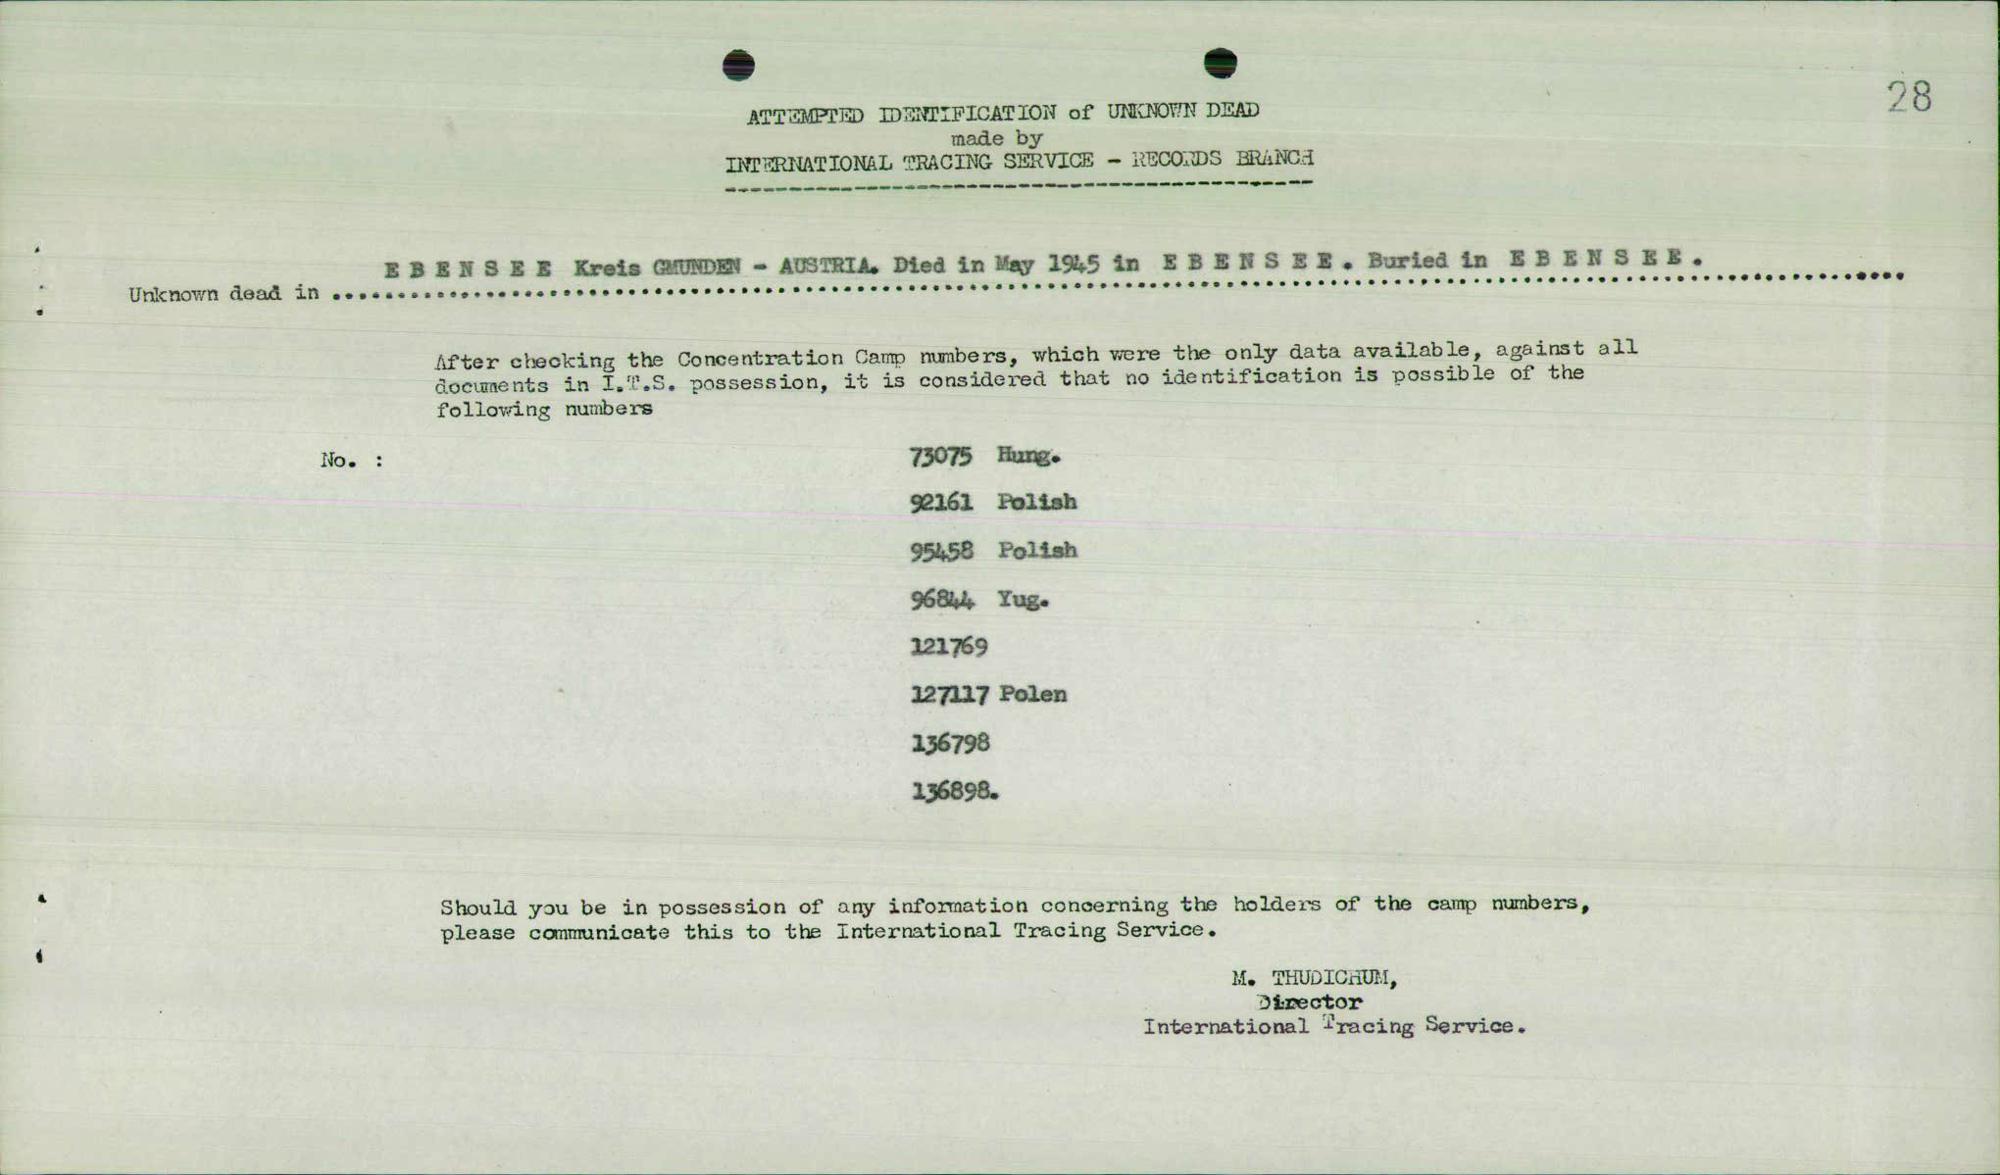 28
ATTEMPTED IDENTIFICATION of UNKNOWN DEAD
made by
INTERNATIONAL TRACING SERVICE - RECORDS BRANCH
E B E N S E E Kreis GMUNDEN - AUSTRIA. Died in May 1945 in E B E N S E E . Buried in E B E N S E E .
Unknown dead in
After checking the Concentration Camp numbers, which were the only data available, against all
documents in I.T.S. possession, it is considered that no identification is possible of the
following numbers
No. : 73075 Hung.
92161 Polish
95458 Polish
96844 Yug.
121769
127117 Polen
136798
136898.
Should you be in possession of any information concerning the holders of the camp numbers,
please communicate this to the International Tracing Service.
M. THUDICHUM,
Director
International Tracing Service.